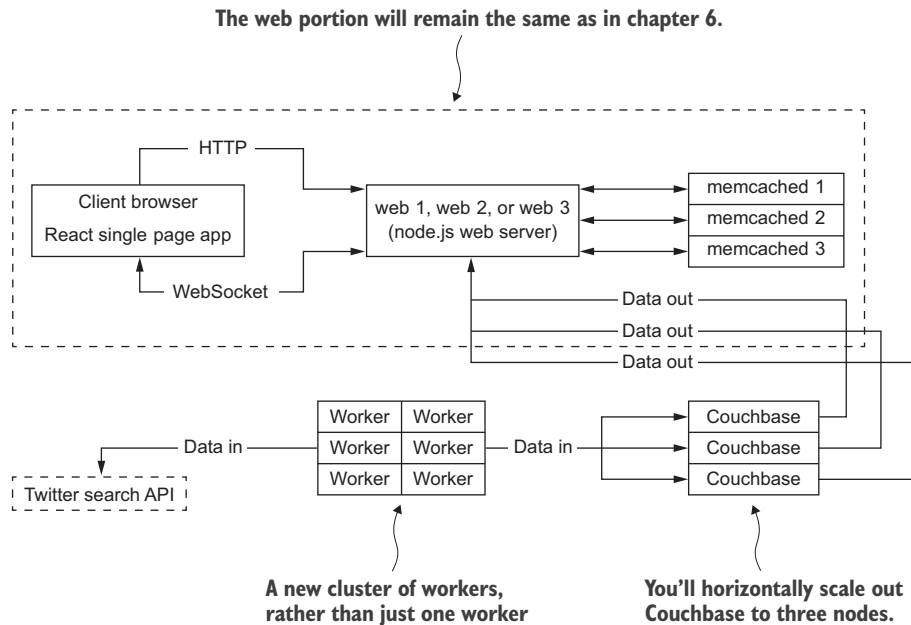 The web portion will remain the same as in chapter 6.
HTTP
Client browser
React single page app
WebSocket
web 1, web 2, or web 3
(node.js web server)
memcached 1
memcached 2
memcached 3
Data out
Data out
Data out
Worker
Worker
Worker
Worker
Worker
Worker
Data in
Data in
Couchbase
Couchbase
Couchbase
Twitter search API
A new cluster of workers,
rather than just one worker
You'll horizontally scale out
Couchbase to three nodes.